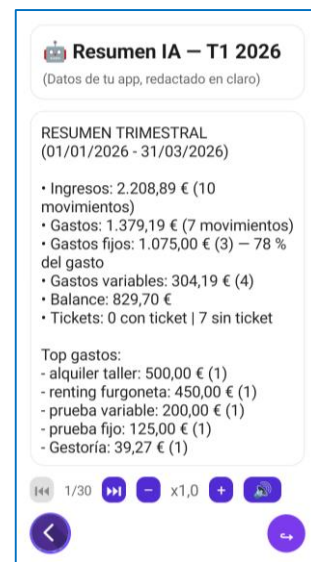 🤖 Resumen IA — T1 2026
(Datos de tu app, redactado en claro)
RESUMEN TRIMESTRAL
(01/01/2026 - 31/03/2026)
• Ingresos: 2.208,89 € (10
movimientos)
• Gastos: 1.379,19 € (7 movimientos)
• Gastos fijos: 1.075,00 € (3) — 78 %
del gasto
• Gastos variables: 304,19 € (4)
• Balance: 829,70 €
• Tickets: 0 con ticket | 7 sin ticket
Top gastos:
- alquiler taller: 500,00 € (1)
- renting furgoneta: 450,00 € (1)
- prueba variable: 200,00 € (1)
- prueba fijo: 125,00 € (1)
- Gestoría: 39,27 € (1)
1/30 − x1,0 +